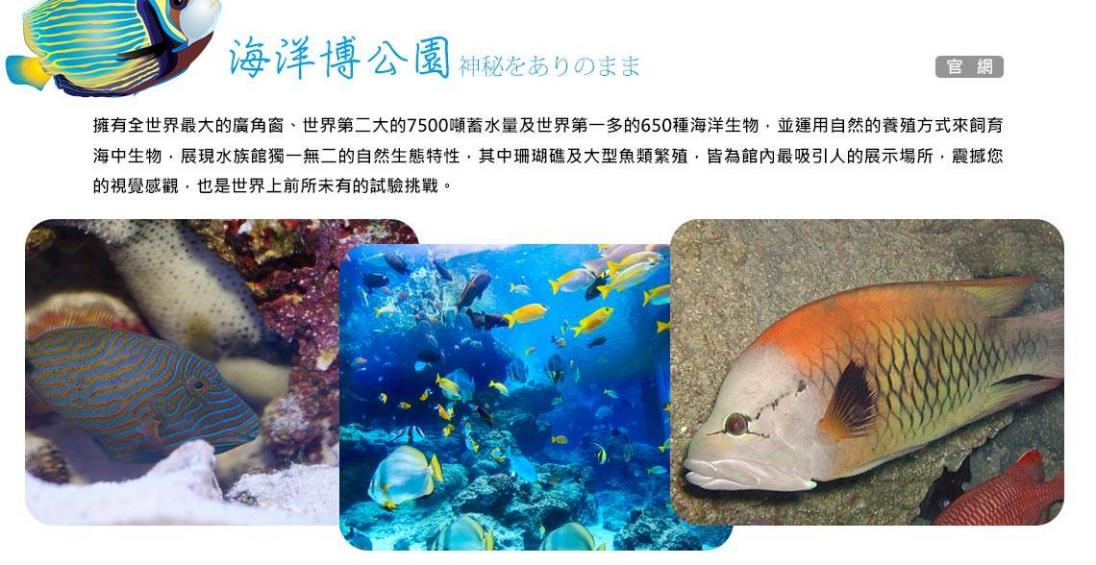 海洋博公園 神秘をありのまま
官 網
擁有全世界最大的廣角窗、世界第二大的7500噸蓄水量及世界第一多的650種海洋生物，並運用自然的養殖方式來飼育
海中生物，展現水族館獨一無二的自然生態特性，其中珊瑚礁及大型魚類繁殖，皆為館內最吸引人的展示場所，震撼您
的視覺感觀，也是世界上前所未有的試驗挑戰。